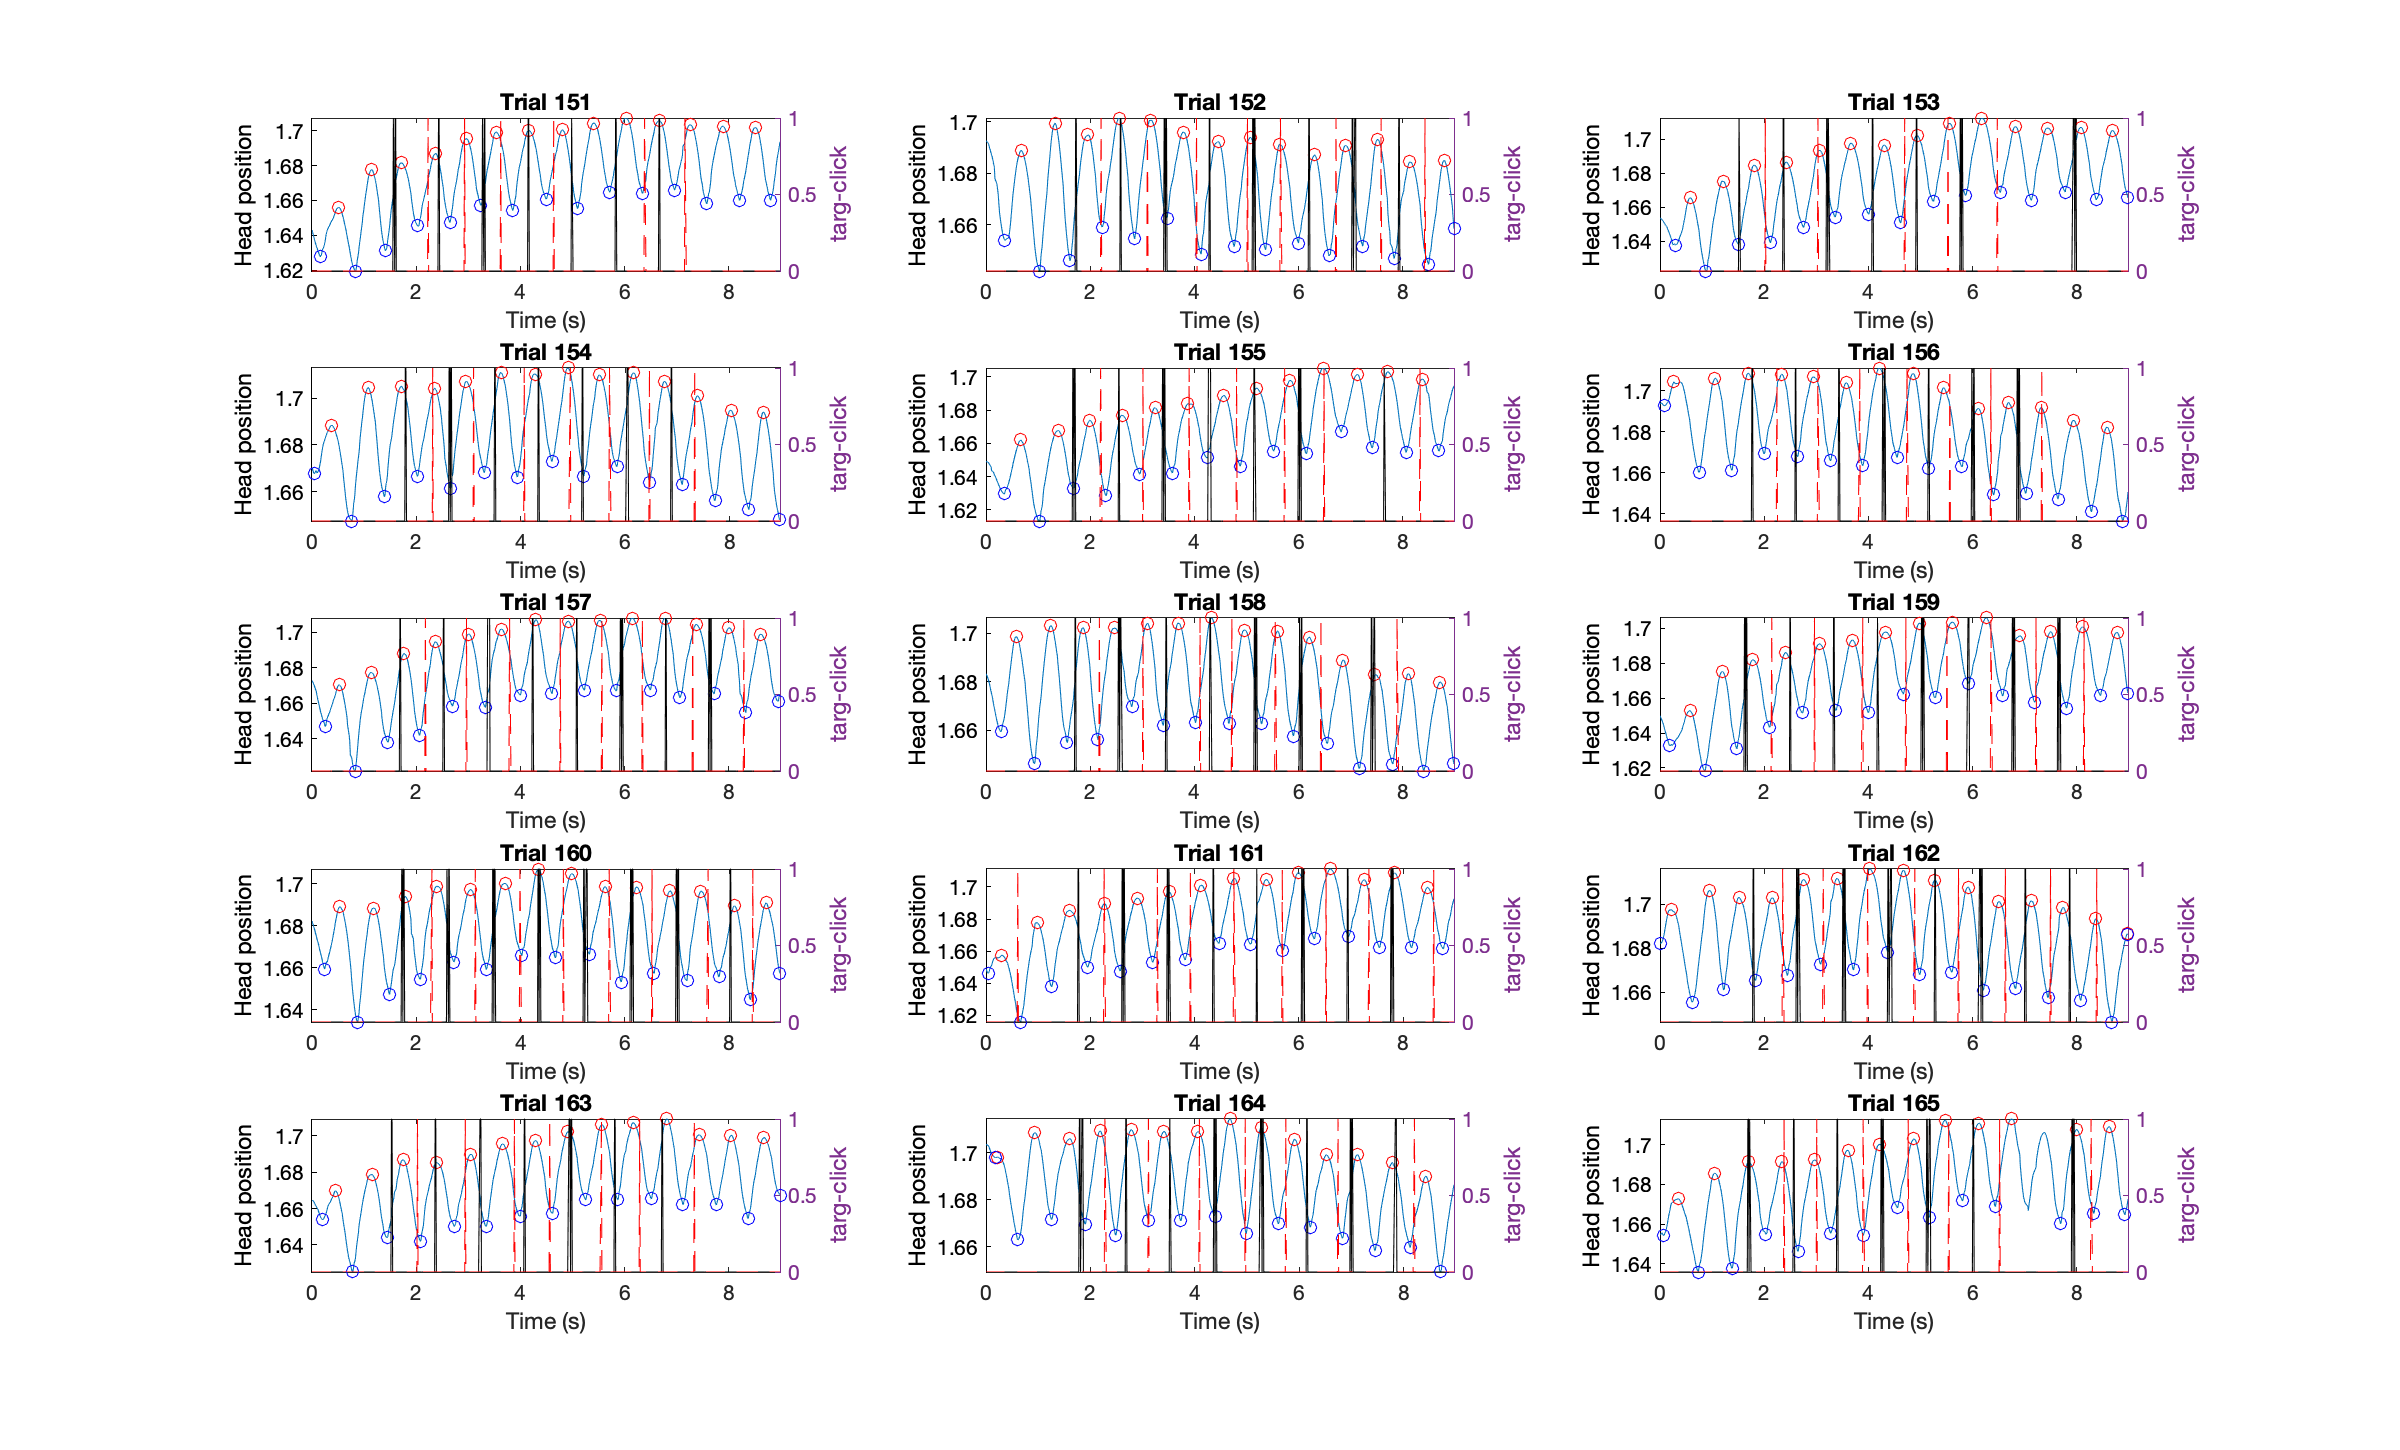 Trial 151
Head position
1.7
1.68
1.66
1.64
1.62
1
0.5
0
targ-click
0 2 4 6 8
Time (s)
Trial 152
Head position
1.7
1.68
1.66
1
0.5
0
targ-click
0 2 4 6 8
Time (s)
Trial 153
Head position
1.7
1.68
1.66
1.64
1
0.5
0
targ-click
0 2 4 6 8
Time (s)
Trial 154
Head position
1.7
1.68
1.66
1
0.5
0
targ-click
0 2 4 6 8
Time (s)
Trial 155
Head position
1.7
1.68
1.66
1.64
1.62
1
0.5
0
targ-click
0 2 4 6 8
Time (s)
Trial 156
Head position
1.7
1.68
1.66
1.64
1
0.5
0
targ-click
0 2 4 6 8
Time (s)
Trial 157
Head position
1.7
1.68
1.66
1.64
1
0.5
0
targ-click
0 2 4 6 8
Time (s)
Trial 158
Head position
1.7
1.68
1.66
1
0.5
0
targ-click
0 2 4 6 8
Time (s)
Trial 159
Head position
1.7
1.68
1.66
1.64
1.62
1
0.5
0
targ-click
0 2 4 6 8
Time (s)
Trial 160
Head position
1.7
1.68
1.66
1.64
1
0.5
0
targ-click
0 2 4 6 8
Time (s)
Trial 161
Head position
1.7
1.68
1.66
1.64
1.62
1
0.5
0
targ-click
0 2 4 6 8
Time (s)
Trial 162
Head position
1.7
1.68
1.66
1
0.5
0
targ-click
0 2 4 6 8
Time (s)
Trial 163
Head position
1.7
1.68
1.66
1.64
1
0.5
0
targ-click
0 2 4 6 8
Time (s)
Trial 164
Head position
1.7
1.68
1.66
1
0.5
0
targ-click
0 2 4 6 8
Time (s)
Trial 165
Head position
1.7
1.68
1.66
1.64
1
0.5
0
targ-click
0 2 4 6 8
Time (s)